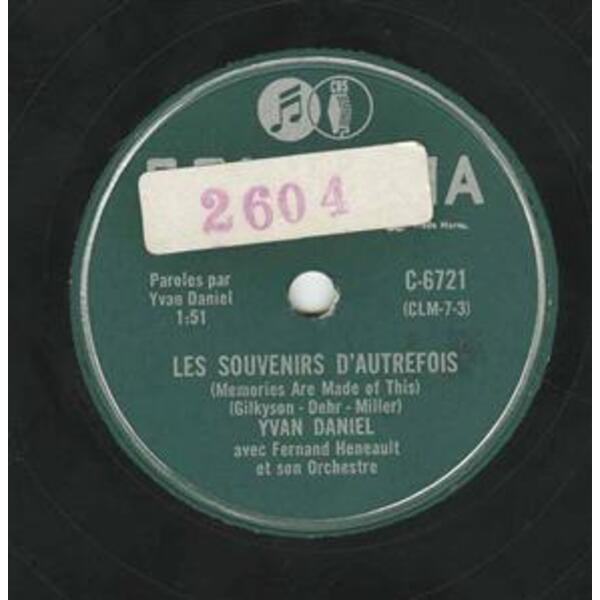 CBS
2604
Paroles par
Yvan Daniel
1:51
C-6721
(CLM-7-3)
LES SOUVENIRS D'AUTREFOIS
(Memories Are Made of This)
(Gilkyson - Dehr - Miller)
YVAN DANIEL
avec Fernand Heneault
et son Orchestre